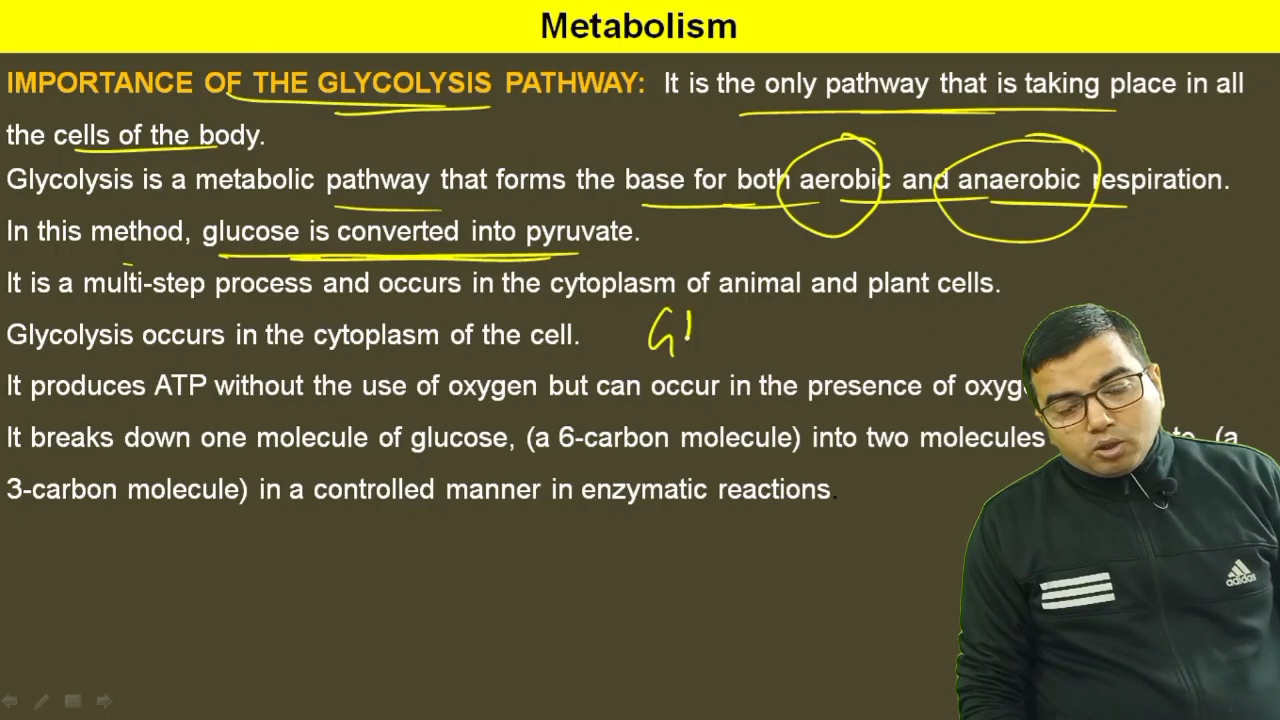 Metabolism
IMPORTANCE OF THE GLYCOLYSIS PATHWAY: It is the only pathway that is taking place in all
the cells of the body.
Glycolysis is a metabolic pathway that forms the base for both aerobic and anaerobic respiration.
In this method, glucose is converted into pyruvate.
It is a multi-step process and occurs in the cytoplasm of animal and plant cells.
Glycolysis occurs in the cytoplasm of the cell.
Gl
It produces ATP without the use of oxygen but can occur in the presence of
It breaks down one molecule of glucose, (a 6-carbon molecule) into two molecules (a
3-carbon molecule) in a controlled manner in enzymatic reactions.
adidas